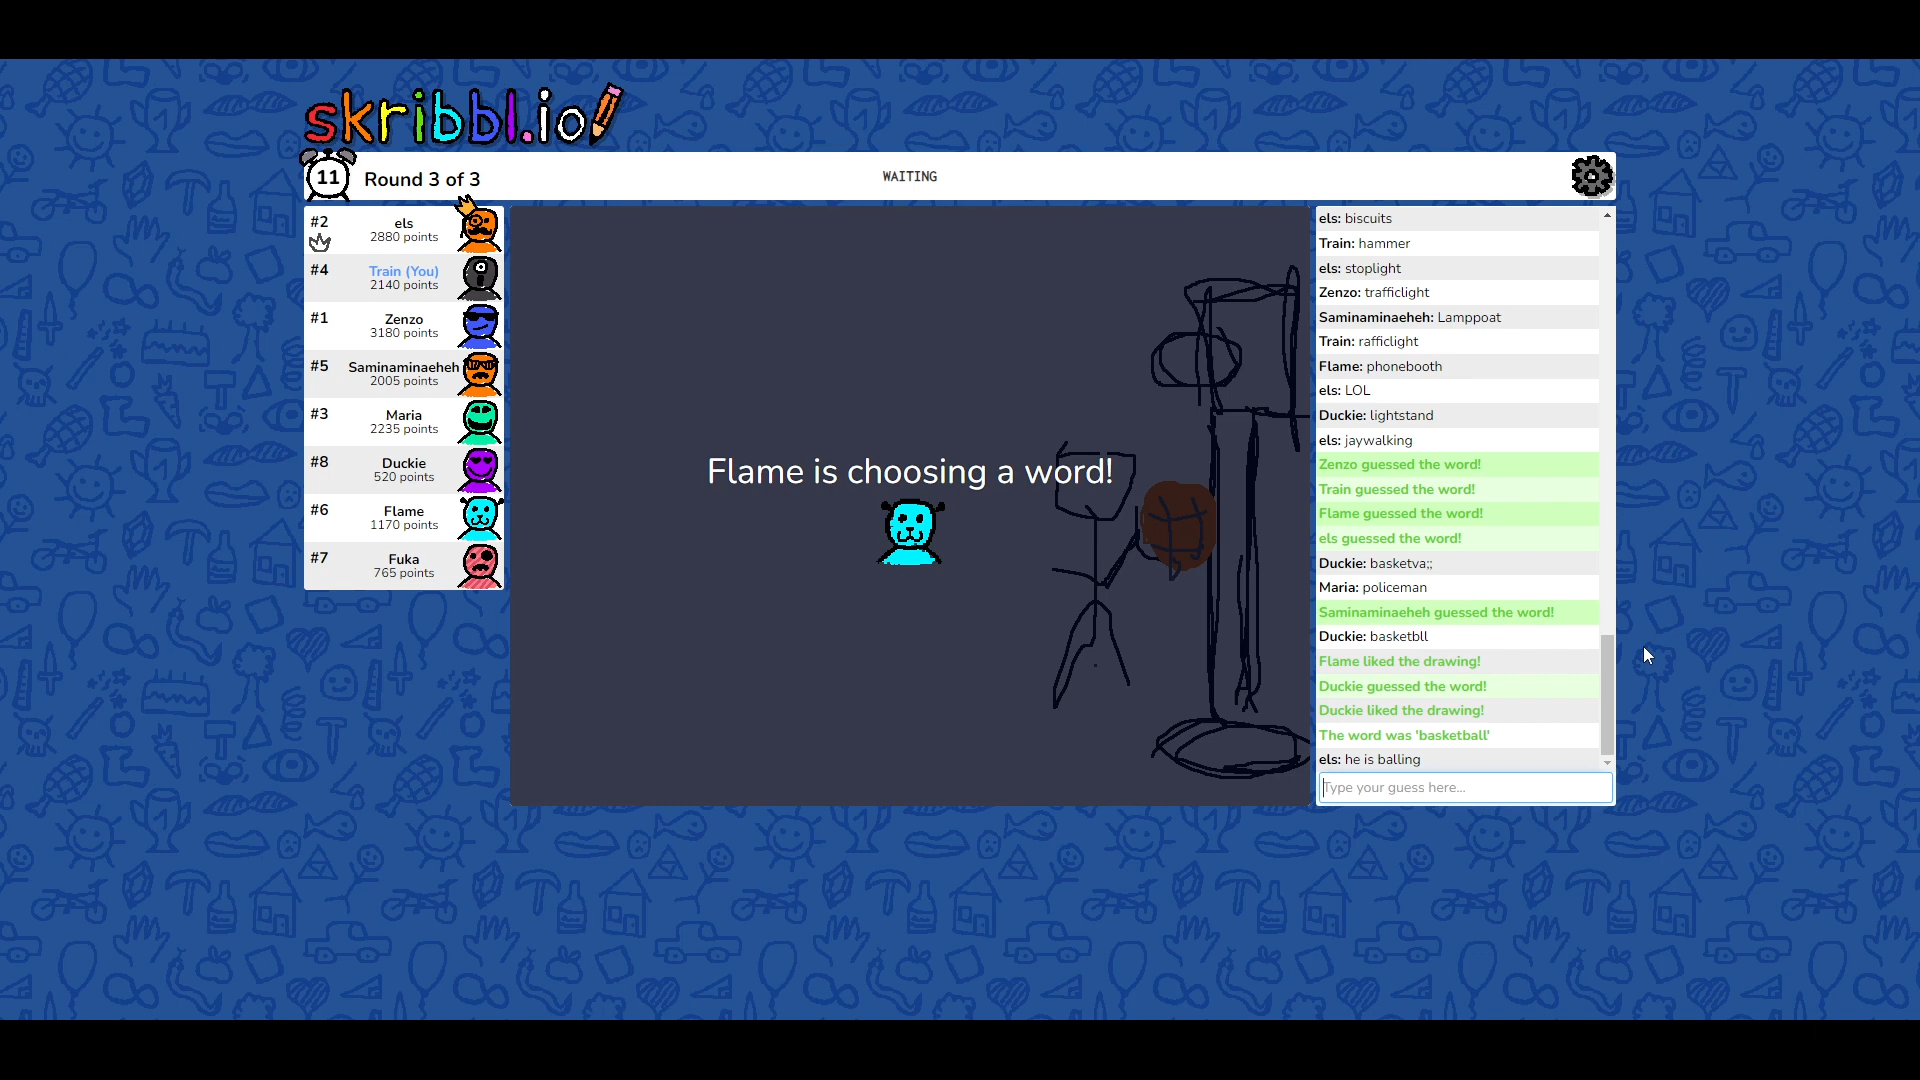 skribbl.io
11
Round 3 of 3
WAITING
#2
els
2880 points
#4
Train (You)
2140 points
#1
Zenzo
3180 points
#5
Saminaminaeheh
2005 points
#3
Maria
2235 points
#8
Duckie
520 points
#6
Flame
1170 points
#7
Fuka
765 points
Flame is choosing a word!
els: biscuits
Train: hammer
els: stoplight
Zenzo: trafficlight
Saminaminaeheh: Lamppoat
Train: rafficlight
Flame: phonebooth
els: LOL
Duckie: lightstand
els: jaywalking
Zenzo guessed the word!
Train guessed the word!
Flame guessed the word!
els guessed the word!
Duckie: basketva;;
Maria: policeman
Saminaminaeheh guessed the word!
Duckie: basketbll
Flame liked the drawing!
Duckie guessed the word!
Duckie liked the drawing!
The word was 'basketball'
els: he is balling
Type your guess here...